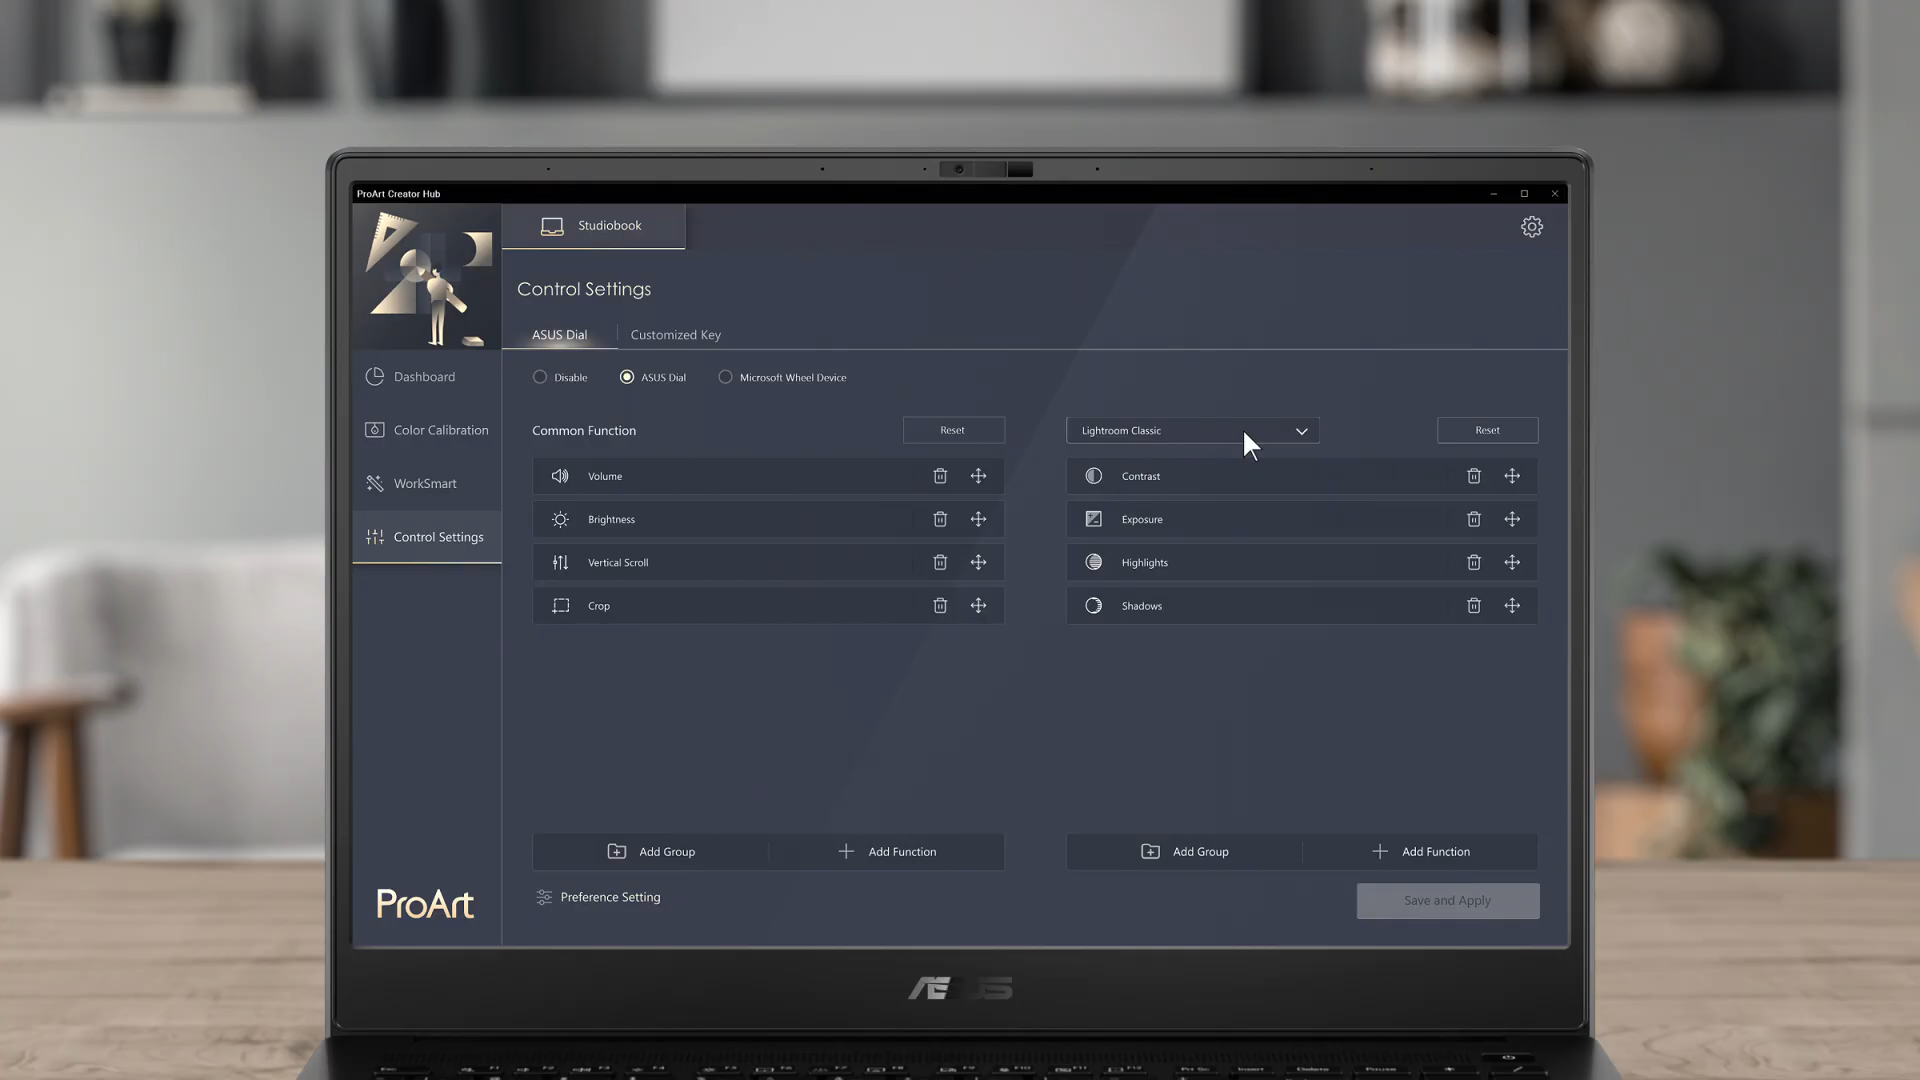 ProArt Creator Hub
Studiobook
Control Settings
ASUS Dial
Customized Key
Disable
ASUS Dial
Microsoft Wheel Device
Dashboard
Color Calibration
WorkSmart
Control Settings
Common Function
Reset
Volume
Brightness
Vertical Scroll
Crop
Lightroom Classic
Reset
Contrast
Exposure
Highlights
Shadows
Add Group
Add Function
Add Group
Add Function
Preference Setting
Save and Apply
ProArt
ASUS